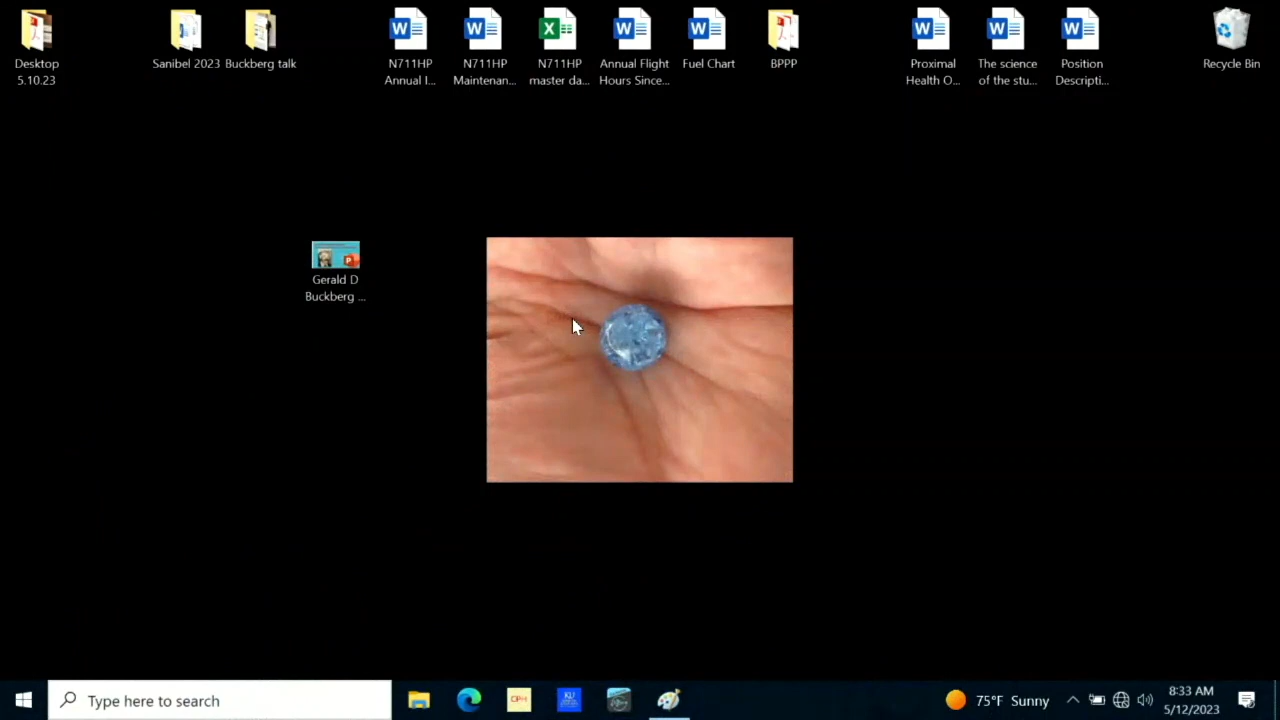 Desktop
5.10.23
Sanibel 2023
Buckberg talk
N711HP
Annual I...
N711HP
Maintenan...
N711HP
master da...
Annual Flight
Hours Since...
Fuel Chart
BPPP
Proximal
Health O...
The science
of the stu...
Position
Descripti...
Recycle Bin
Gerald D
Buckberg ...
Type here to search
75°F Sunny
8:33 AM
5/12/2023